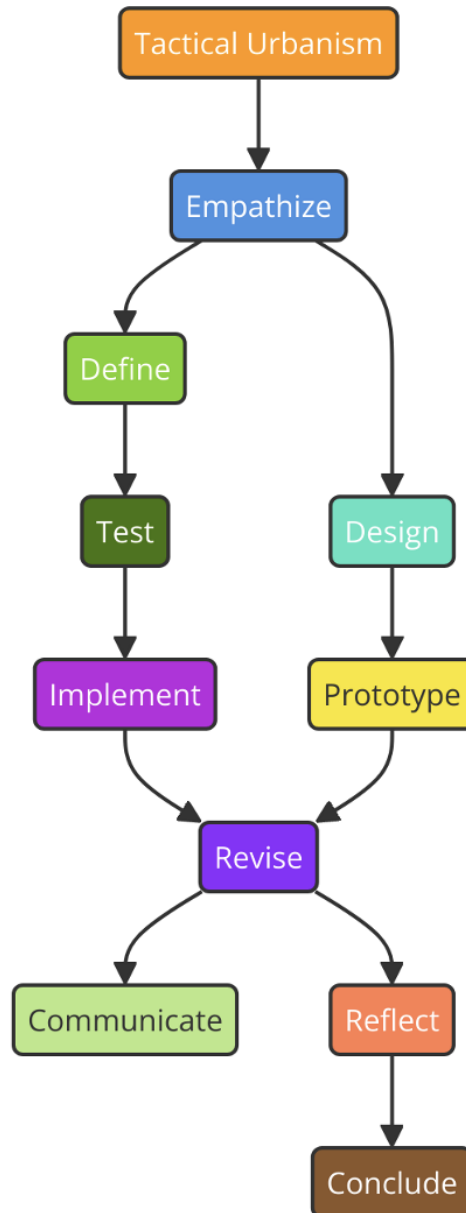 Tactical Urbanism
Empathize
Define
Test
Design
Implement
Prototype
Revise
Communicate
Reflect
Conclude